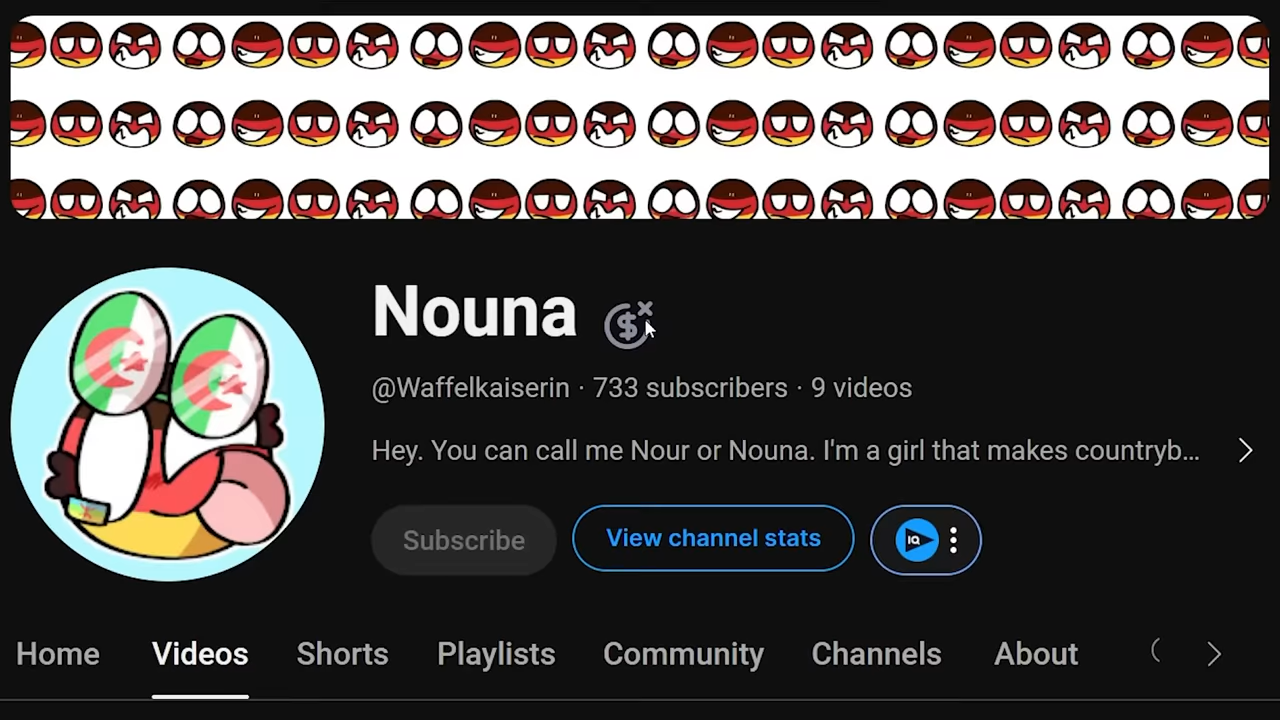 Nouna
@Waffelkaiserin · 733 subscribers · 9 videos
Hey. You can call me Nour or Nouna. I'm a girl that makes countryb...
Subscribe
View channel stats
IQ
Home Videos Shorts Playlists Community Channels About